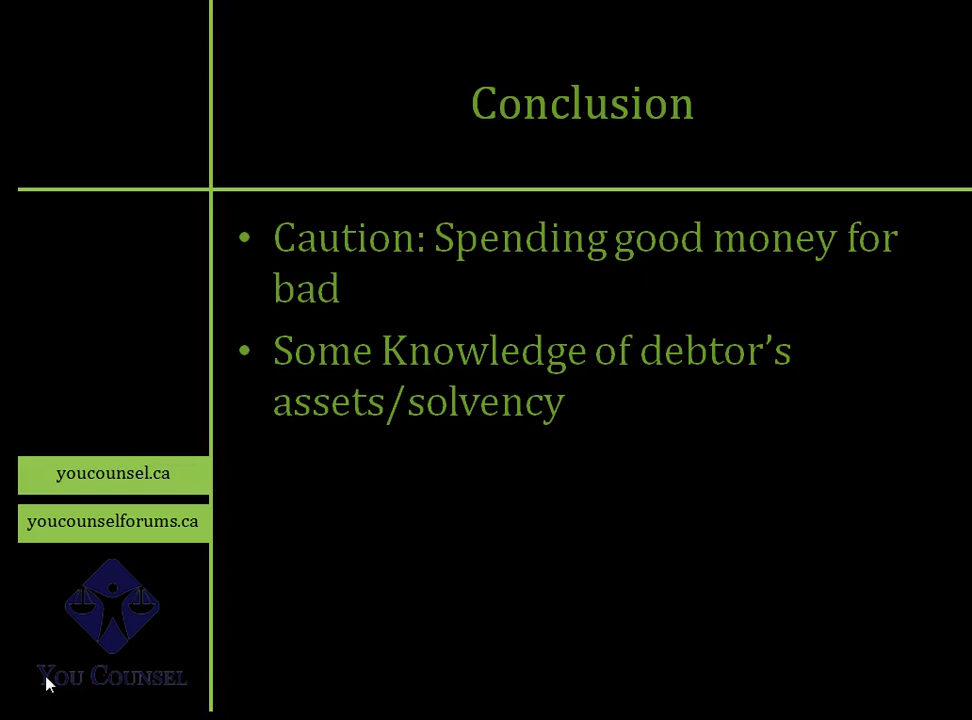 Conclusion
• Caution: Spending good money for
bad
• Some Knowledge of debtor’s
assets/solvency
youcounsel.ca
youcounselforums.ca
YOU COUNSEL